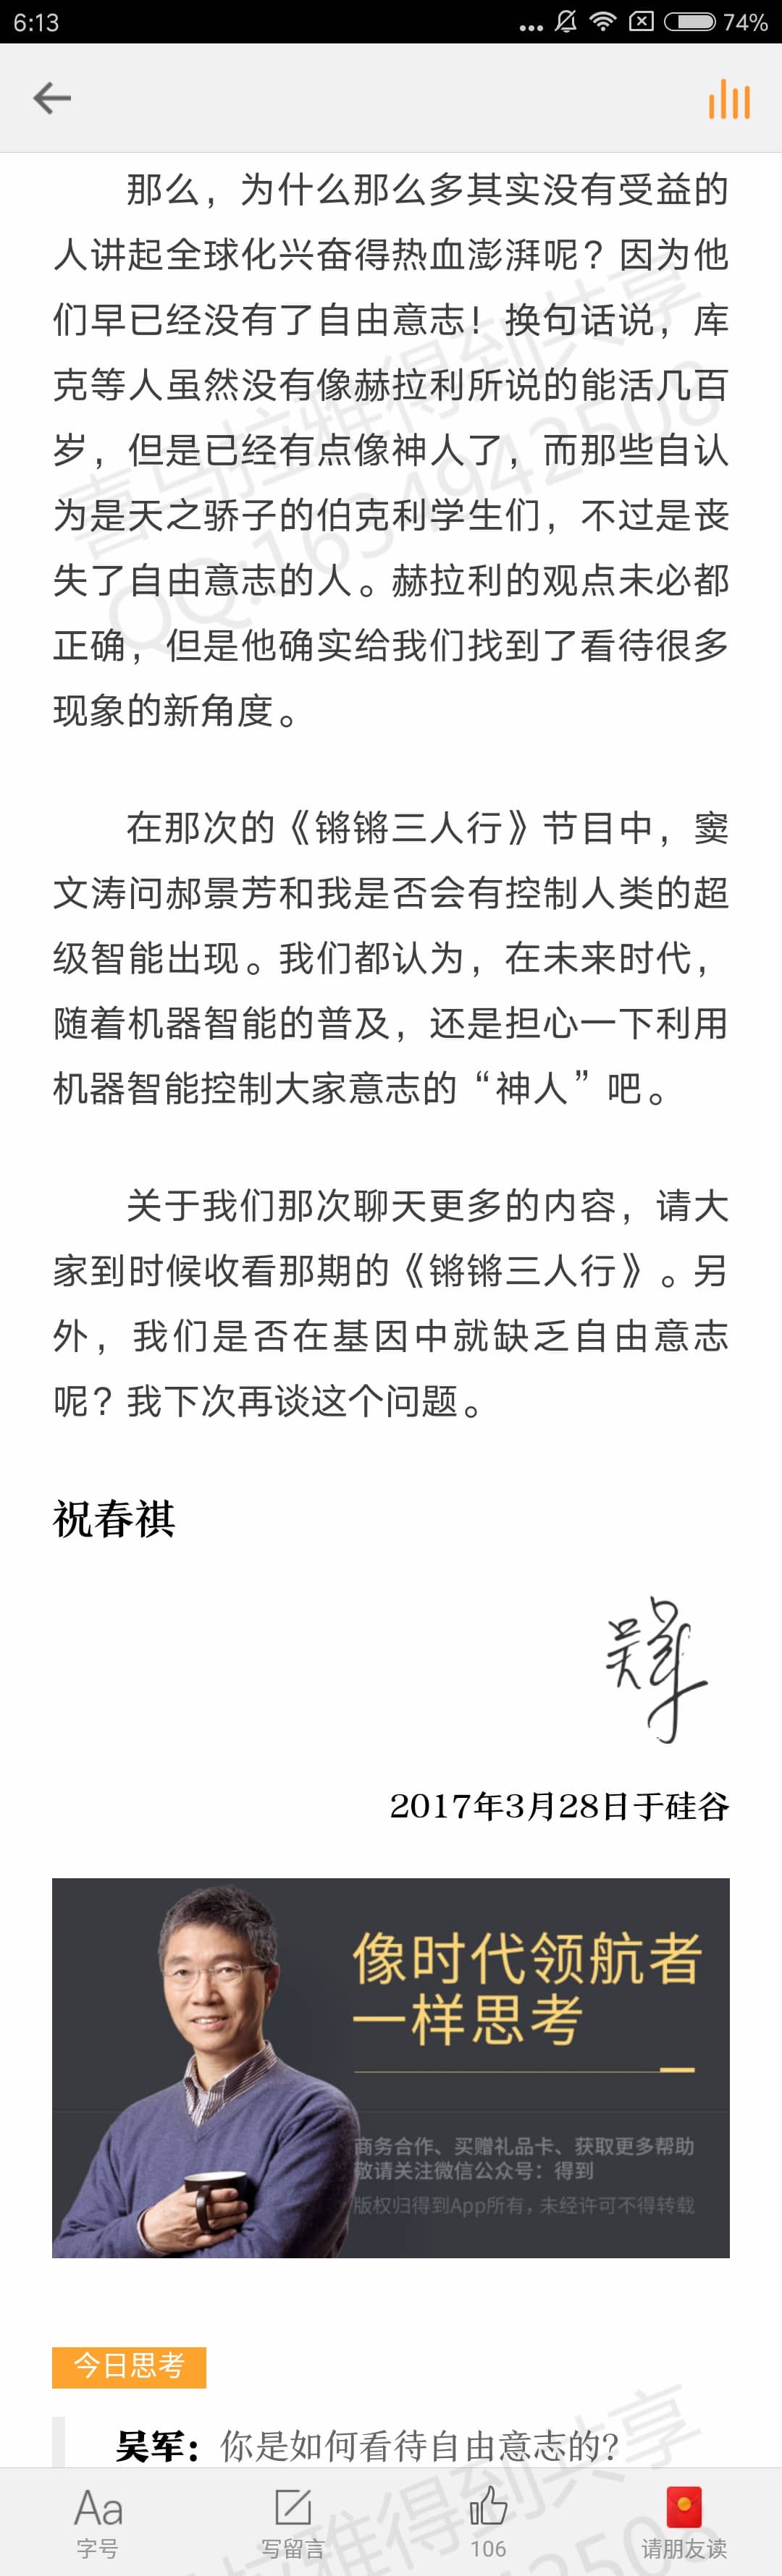 6:13
74%
那么，为什么那么多其实没有受益的
人讲起全球化兴奋得热血澎湃呢？因为他
们早已经没有了自由意志！换句话说，库
克等人虽然没有像赫拉利所说的能活几百
岁，但是已经有点像神人了，而那些自认
为是天之骄子的伯克利学生们，不过是丧
失了自由意志的人。赫拉利的观点未必都
正确，但是他确实给我们找到了看待很多
现象的新角度。
喜马拉雅得到共享
QQ:1634942508
在那次的《锵锵三人行》节目中，窦
文涛问郝景芳和我是否会有控制人类的超
级智能出现。我们都认为，在未来时代，
随着机器智能的普及，还是担心一下利用
机器智能控制大家意志的“神人”吧。
关于我们那次聊天更多的内容，请大
家到时候收看那期的《锵锵三人行》。另
外，我们是否在基因中就缺乏自由意志
呢？我下次再谈这个问题。
祝春祺
吴军
2017年3月28日于硅谷
像时代领航者
一样思考
商务合作、买赠礼品卡、获取更多帮助
敬请关注微信公众号：得到
版权归得到App所有，未经许可不得转载
今日思考
吴军：你是如何看待自由意志的？
Aa
字号
写留言
106
请朋友读